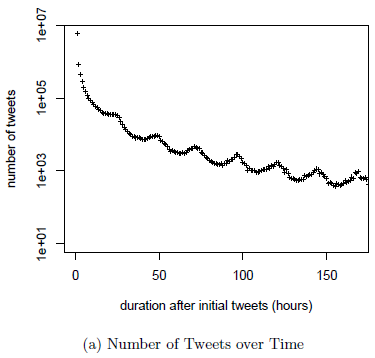 1e+07
1e+05
1e+03
1e+01
number of tweets
0 50 100 150
duration after initial tweets (hours)
(a) Number of Tweets over Time